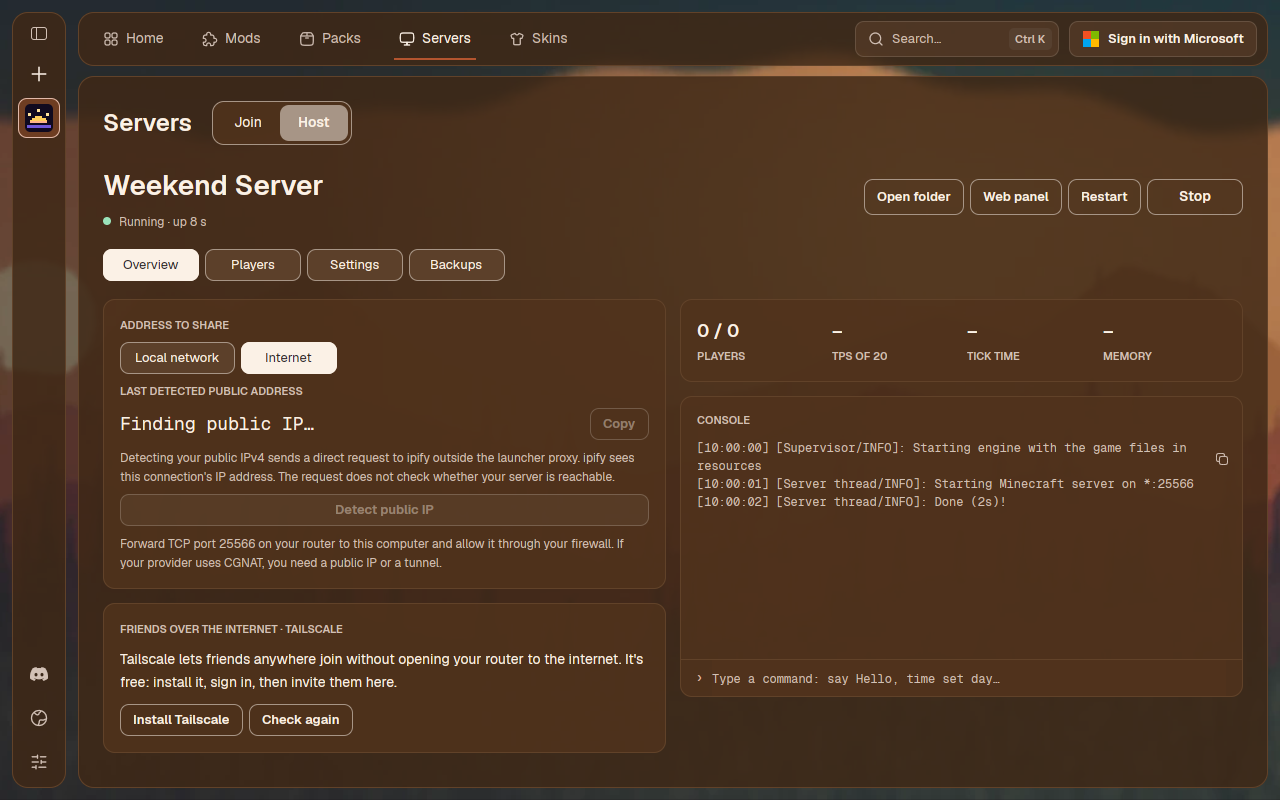 Home
Mods
Packs
Servers
Skins
Search…
Ctrl K
Sign in with Microsoft
Servers
Join
Host
Weekend Server
Running · up 8 s
Open folder
Web panel
Restart
Stop
Overview
Players
Settings
Backups
ADDRESS TO SHARE
Local network
Internet
LAST DETECTED PUBLIC ADDRESS
Finding public IP…
Copy
Detecting your public IPv4 sends a direct request to ipify outside the launcher proxy. ipify sees
this connection's IP address. The request does not check whether your server is reachable.
Detect public IP
Forward TCP port 25566 on your router to this computer and allow it through your firewall. If
your provider uses CGNAT, you need a public IP or a tunnel.
FRIENDS OVER THE INTERNET · TAILSCALE
Tailscale lets friends anywhere join without opening your router to the internet. It's
free: install it, sign in, then invite them here.
Install Tailscale
Check again
0 / 0
PLAYERS
–
TPS OF 20
–
TICK TIME
–
MEMORY
CONSOLE
[10:00:00] [Supervisor/INFO]: Starting engine with the game files in
resources
[10:00:01] [Server thread/INFO]: Starting Minecraft server on *:25566
[10:00:02] [Server thread/INFO]: Done (2s)!
› Type a command: say Hello, time set day…